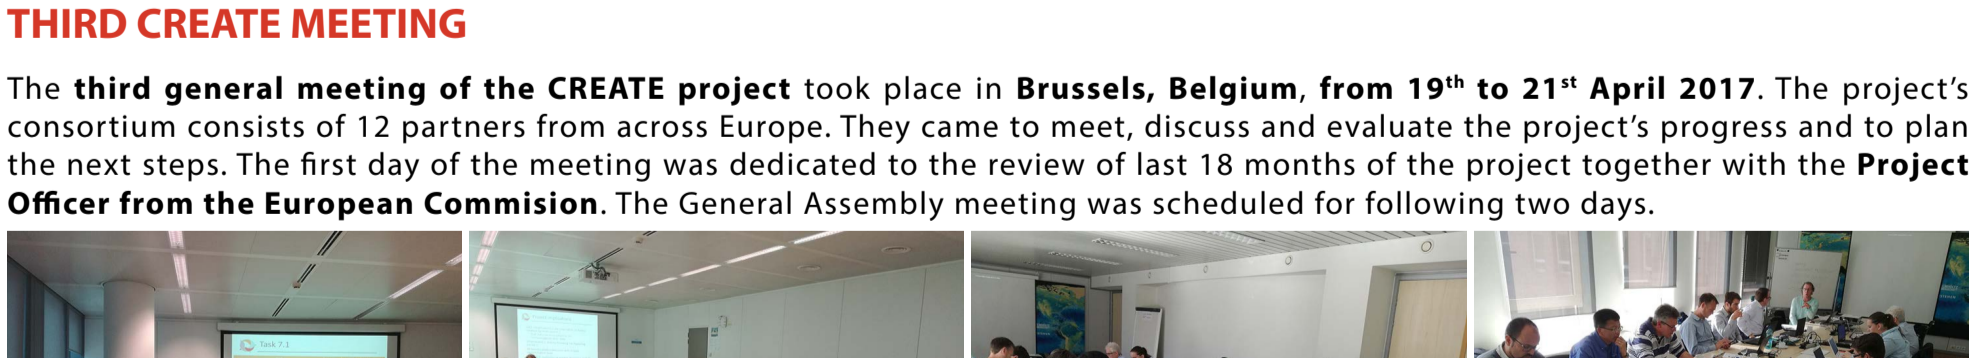 THIRD CREATE MEETING
The third general meeting of the CREATE project took place in Brussels, Belgium, from 19th to 21st April 2017. The project’s
consortium consists of 12 partners from across Europe. They came to meet, discuss and evaluate the project’s progress and to plan
the next steps. The first day of the meeting was dedicated to the review of last 18 months of the project together with the Project
Officer from the European Commision. The General Assembly meeting was scheduled for following two days.
Task 7.1